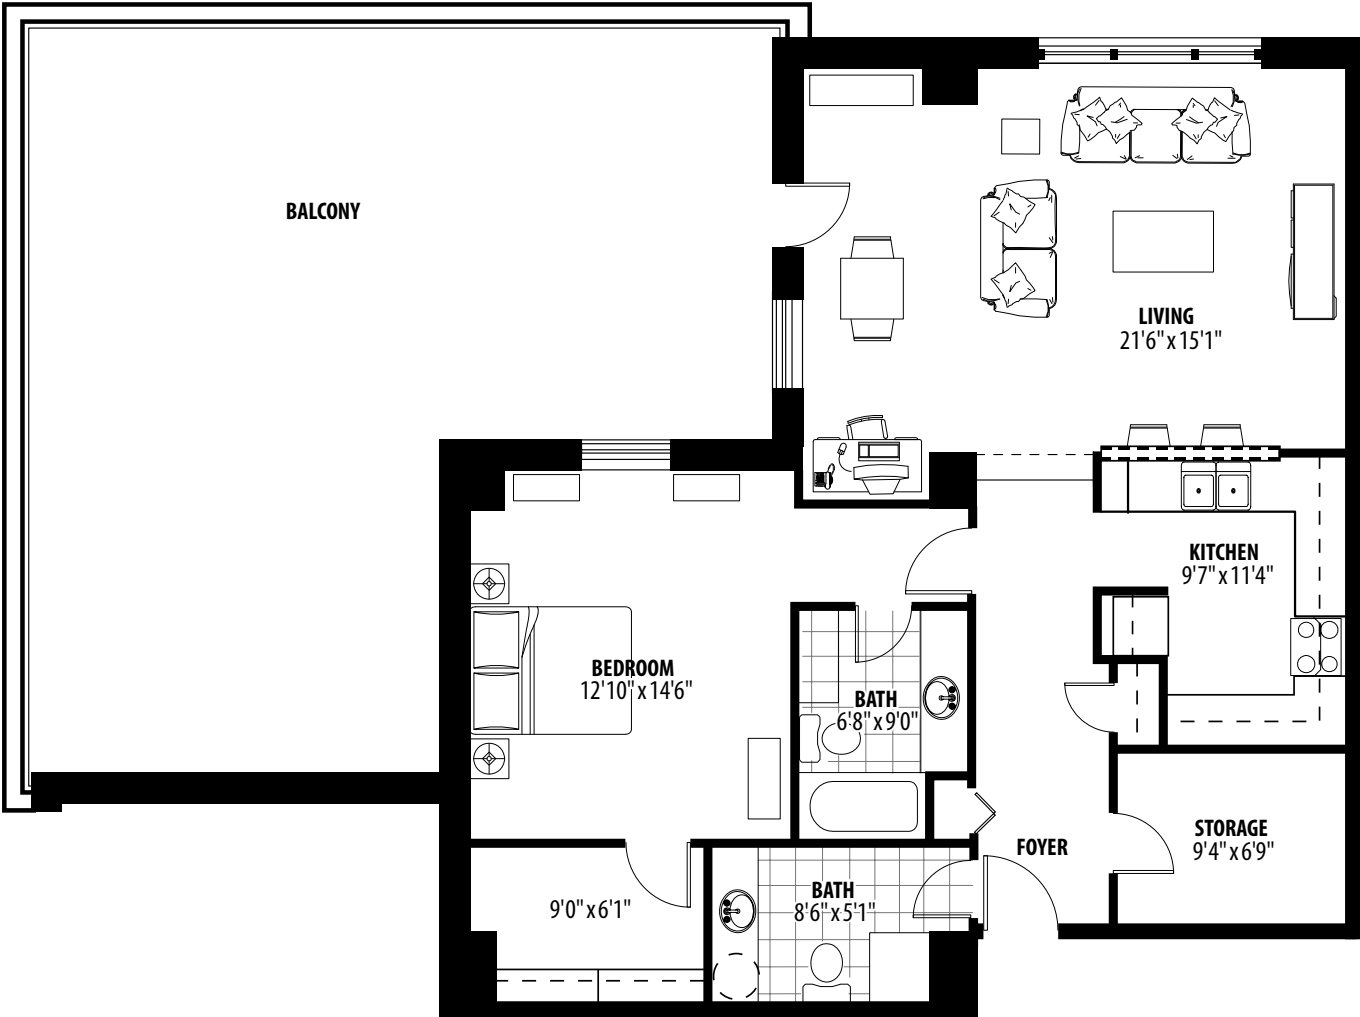 BALCONY
LIVING
21'6" x 15'1"
KITCHEN
9'7" x 11'4"
BEDROOM
12'10" x 14'6"
BATH
6'8" x 9'0"
STORAGE
9'4" x 6'9"
FOYER
BATH
8'6" x 5'1"
9'0" x 6'1"